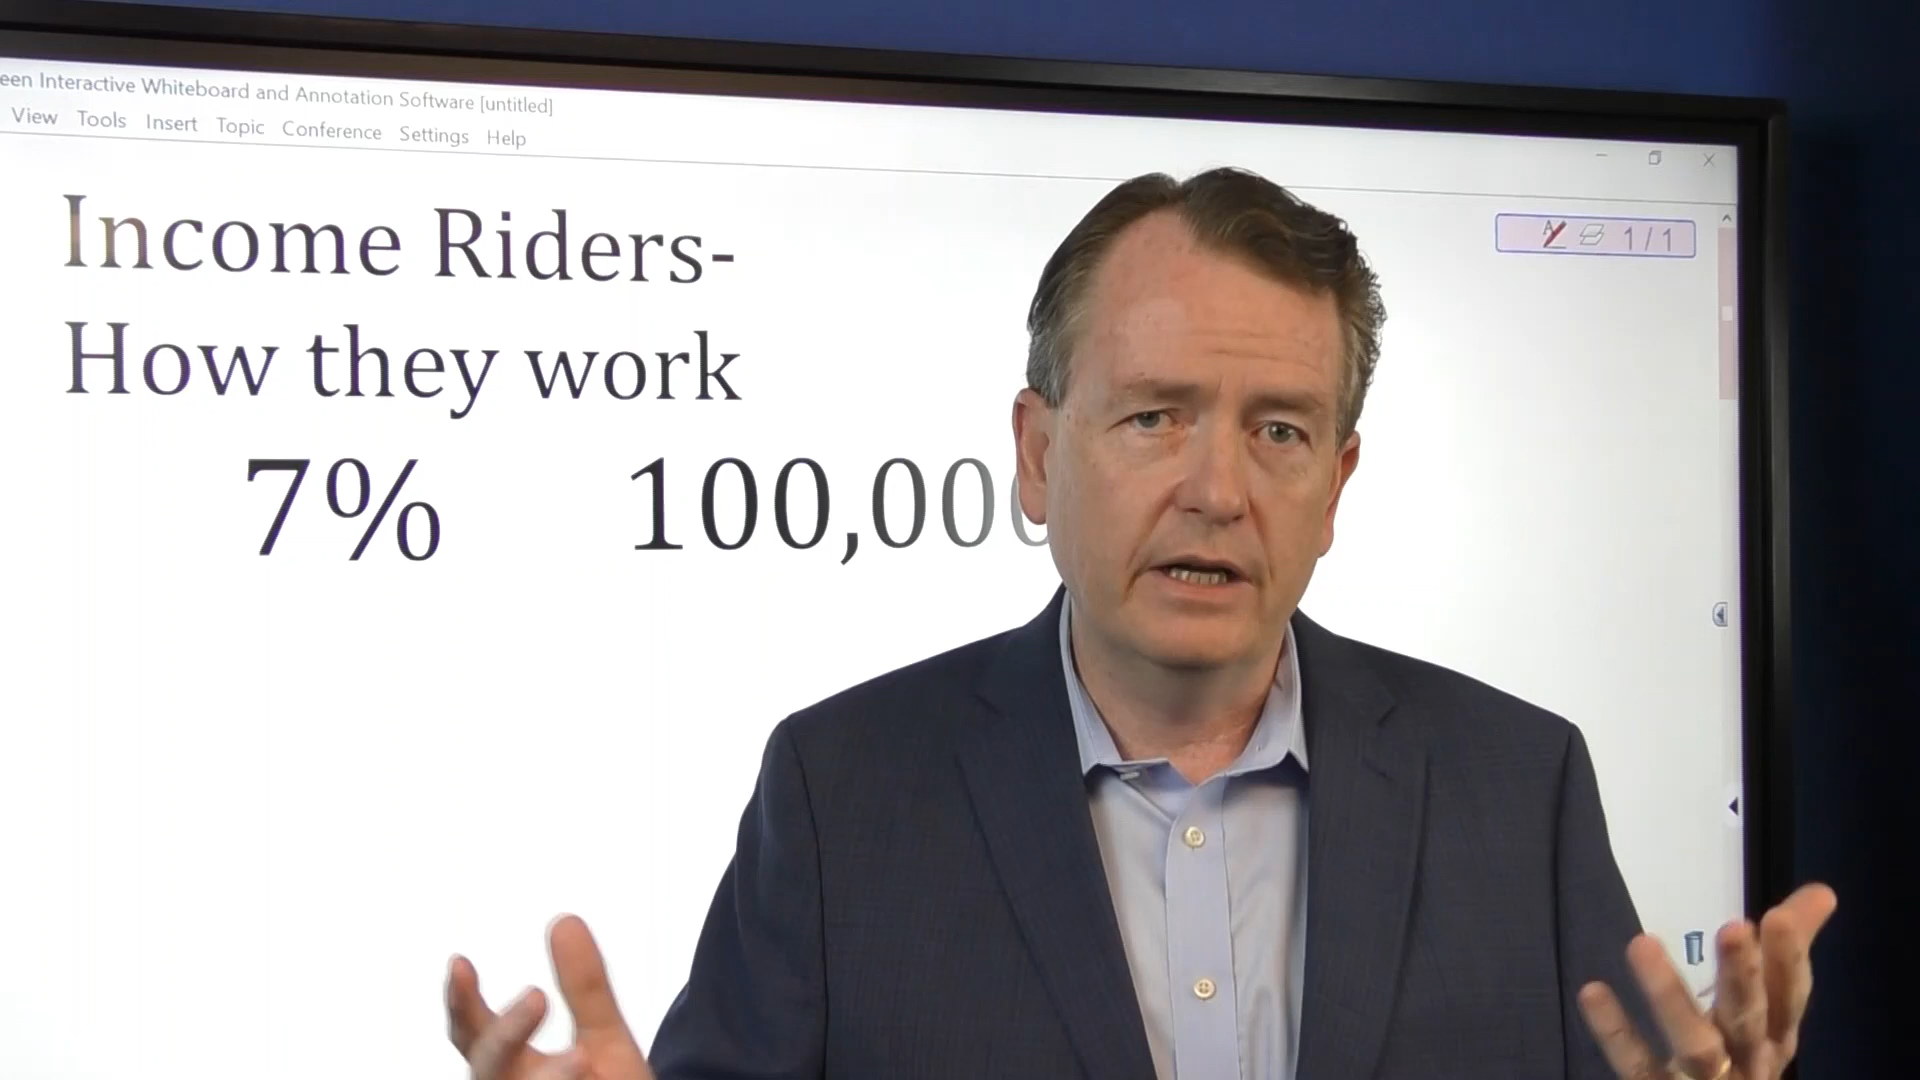 een Interactive Whiteboard and Annotation Software [untitled]
View Tools Insert Topic Conference Settings Help
1/1
Income Riders-
How they work
7% 100,000